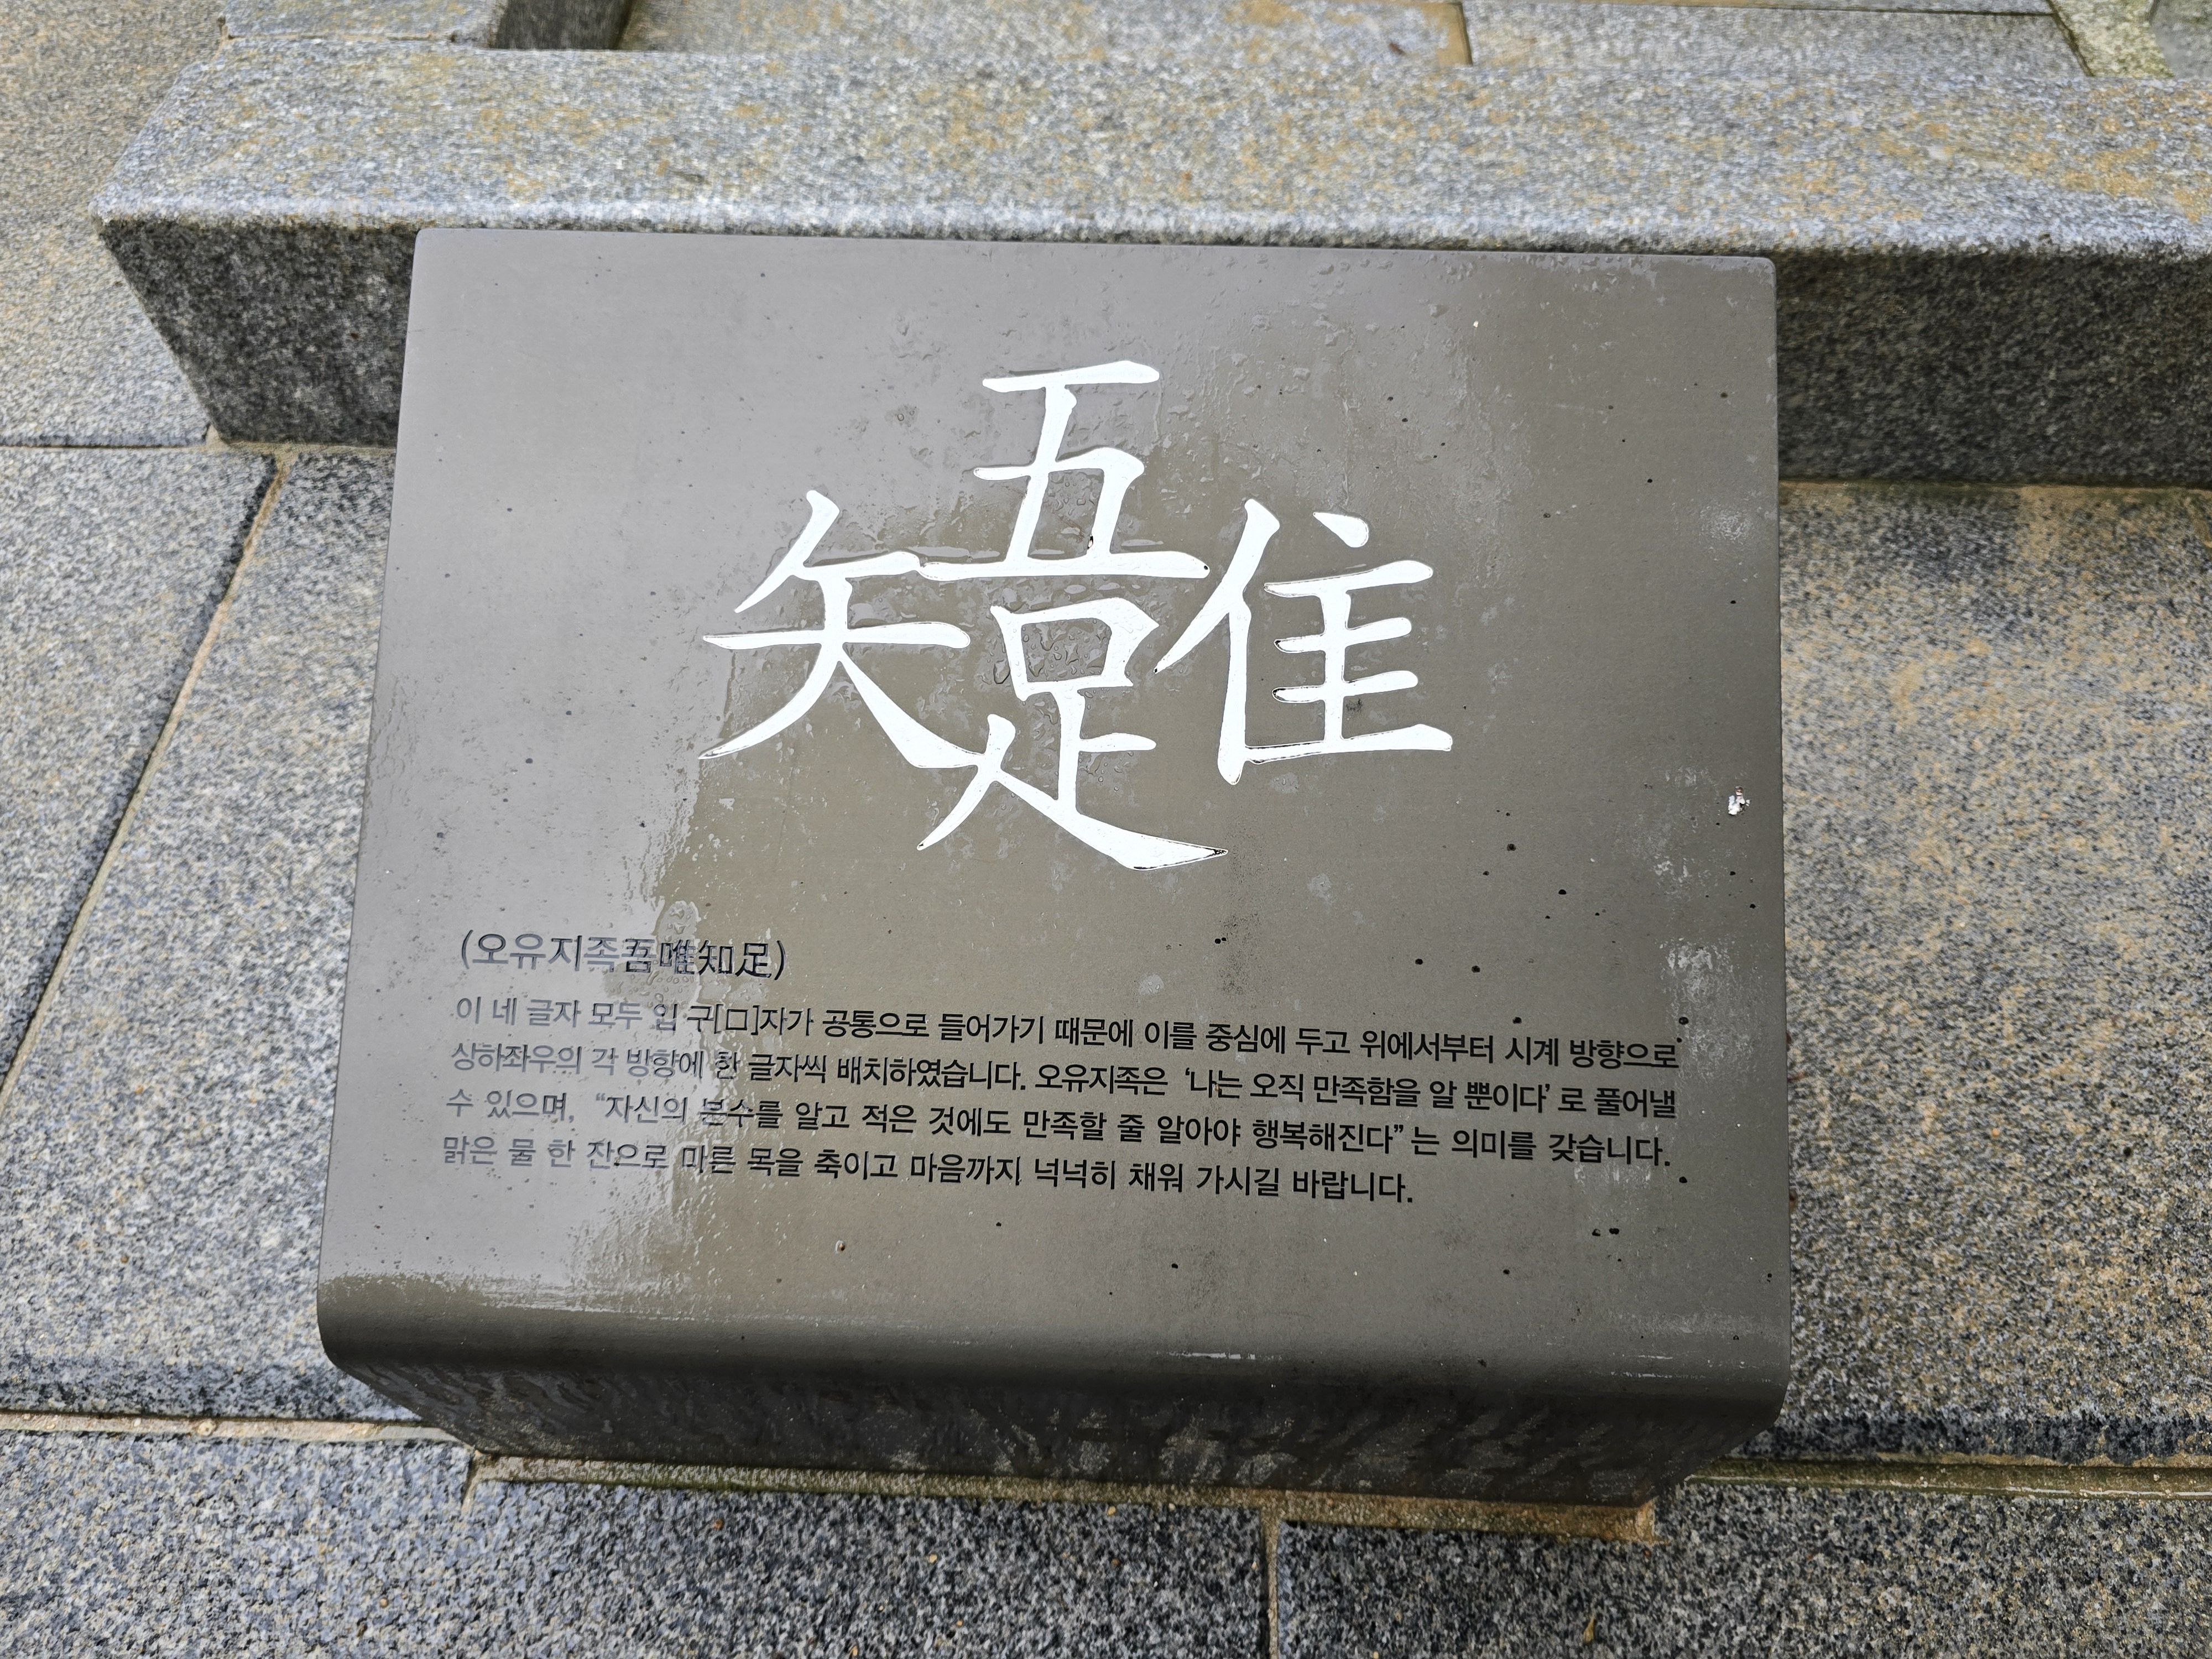 吾
唯
足
知
(오유지족吾唯知足)
이 네 글자 모두 입 구[口]자가 공통으로 들어가기 때문에 이를 중심에 두고 위에서부터 시계 방향으로
상하좌우의 각 방향에 한 글자씩 배치하였습니다. 오유지족은 ‘나는 오직 만족함을 알 뿐이다’로 풀어낼
수 있으며, “자신의 분수를 알고 적은 것에도 만족할 줄 알아야 행복해진다”는 의미를 갖습니다.
맑은 물 한 잔으로 마른 목을 축이고 마음까지 넉넉히 채워 가시길 바랍니다.